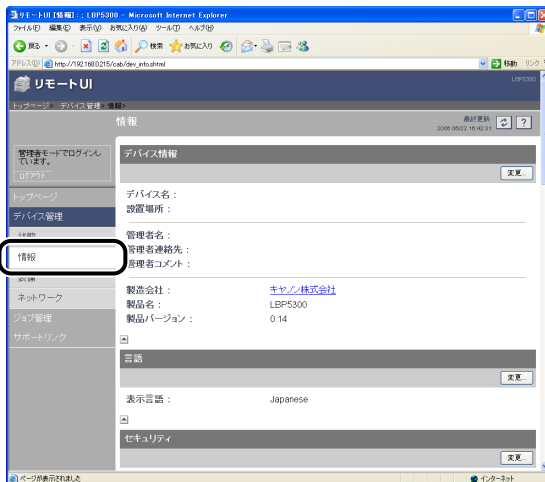 リモートUI [情報] : ; LBP5300 - Microsoft Internet Explorer
ファイル(F) 編集(E) 表示(V) お気に入り(A) ツール(T) ヘルプ(H)
戻る 検索 お気に入り
アドレス(D) http://192.168.0.215/cab/dev_info.shtml 移動 リンク
リモートUI LBP5300
トップページ> デバイス管理> 情報>
情報 最終更新
2006 06/22 16:42:31
管理者モードでログインしています。
ログアウト
トップページ
デバイス管理
状態
情報
装備
ネットワーク
ジョブ管理
サポートリンク
デバイス情報
変更...
デバイス名 :
設置場所 :
管理者名 :
管理者連絡先 :
管理者コメント :
製造会社 : キヤノン株式会社
製品名 : LBP5300
製品バージョン : 0.14
言語
変更...
表示言語 : Japanese
セキュリティ
変更...
ページが表示されました インターネット